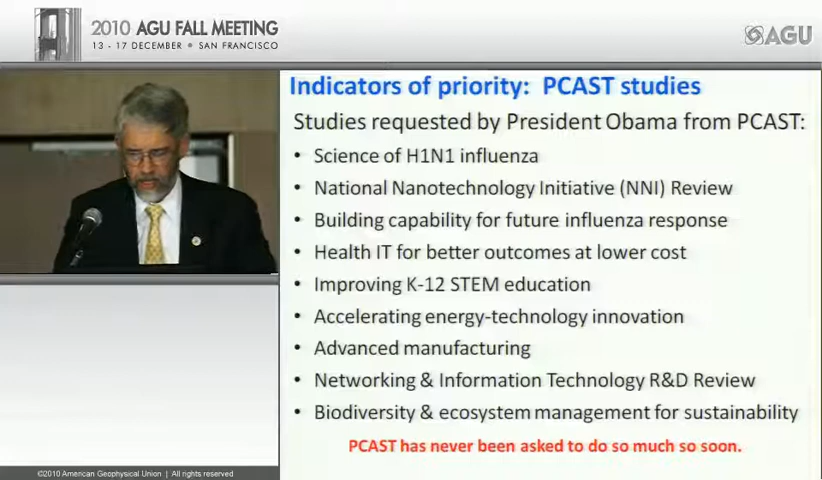 2010 AGU FALL MEETING
13 - 17 DECEMBER • SAN FRANCISCO
AGU
Indicators of priority: PCAST studies
Studies requested by President Obama from PCAST:
• Science of H1N1 influenza
• National Nanotechnology Initiative (NNI) Review
• Building capability for future influenza response
• Health IT for better outcomes at lower cost
• Improving K-12 STEM education
• Accelerating energy-technology innovation
• Advanced manufacturing
• Networking & Information Technology R&D Review
• Biodiversity & ecosystem management for sustainability
PCAST has never been asked to do so much so soon.
©2010 American Geophysical Union | All rights reserved